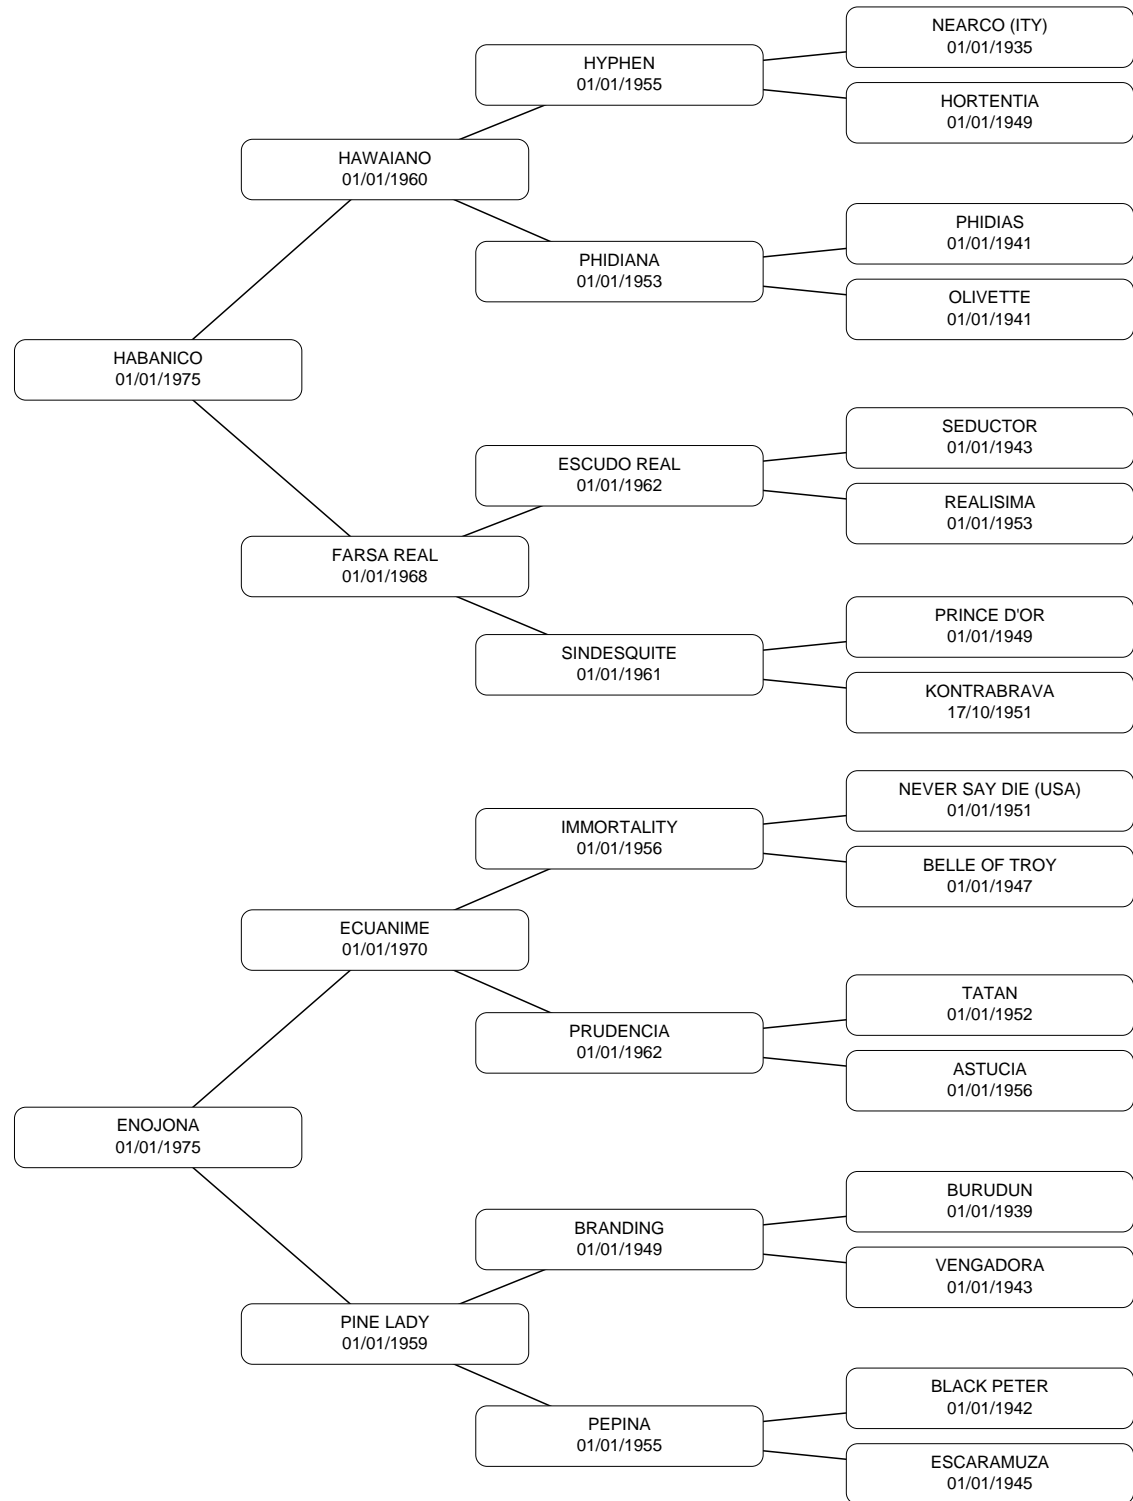 NEARCO (ITY)
01/01/1935
HYPHEN
01/01/1955
HORTENTIA
01/01/1949
HAWAIANO
01/01/1960
PHIDIAS
01/01/1941
PHIDIANA
01/01/1953
OLIVETTE
01/01/1941
HABANICO
01/01/1975
SEDUCTOR
01/01/1943
ESCUDO REAL
01/01/1962
REALISIMA
01/01/1953
FARSA REAL
01/01/1968
PRINCE D'OR
01/01/1949
SINDESQUITE
01/01/1961
KONTRABRAVA
17/10/1951
NEVER SAY DIE (USA)
01/01/1951
IMMORTALITY
01/01/1956
BELLE OF TROY
01/01/1947
ECUANIME
01/01/1970
TATAN
01/01/1952
PRUDENCIA
01/01/1962
ASTUCIA
01/01/1956
ENOJONA
01/01/1975
BURUDUN
01/01/1939
BRANDING
01/01/1949
VENGADORA
01/01/1943
PINE LADY
01/01/1959
BLACK PETER
01/01/1942
PEPINA
01/01/1955
ESCARAMUZA
01/01/1945